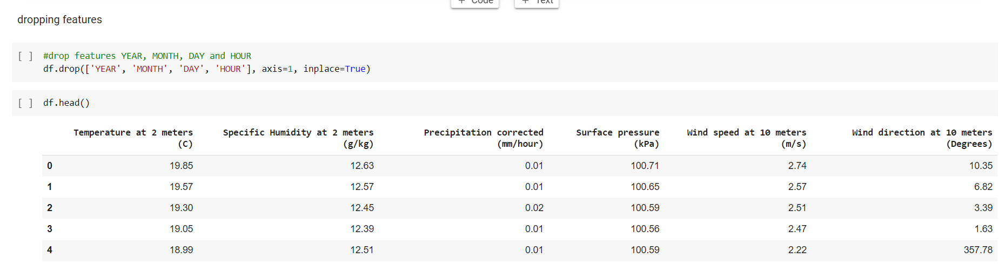 + Code + Text
dropping features
[ ] #drop features YEAR, MONTH, DAY and HOUR
df.drop(['YEAR', 'MONTH', 'DAY', 'HOUR'], axis=1, inplace=True)
[ ] df.head()
Temperature at 2 meters (C) Specific Humidity at 2 meters (g/kg) Precipitation corrected (mm/hour) Surface pressure (kPa) Wind speed at 10 meters (m/s) Wind direction at 10 meters (Degrees)
0 19.85 12.63 0.01 100.71 2.74 10.35
1 19.57 12.57 0.01 100.65 2.57 6.82
2 19.30 12.45 0.02 100.59 2.51 3.39
3 19.05 12.39 0.01 100.56 2.47 1.63
4 18.99 12.51 0.01 100.59 2.22 357.78